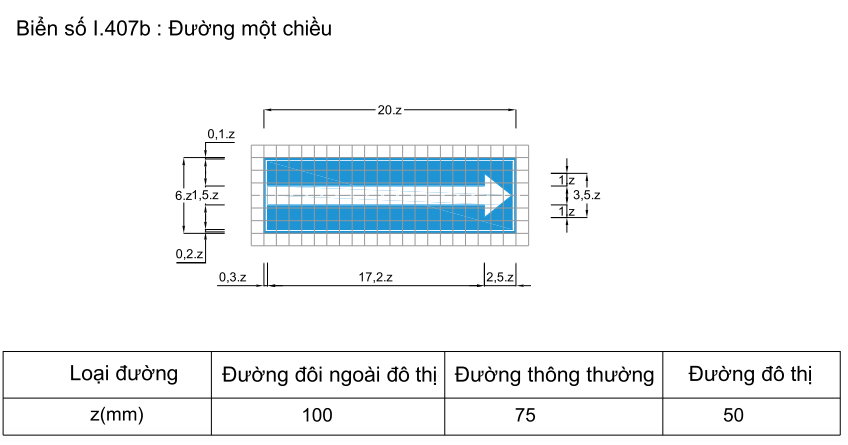 Biển số I.407b : Đường một chiều
20.z
0,1.z
6.z
1,5.z
1.z
3,5.z
1.z
0,2.z
0,3.z
17,2.z
2,5.z
Loại đường Đường đôi ngoài đô thị Đường thông thường Đường đô thị
z(mm) 100 75 50